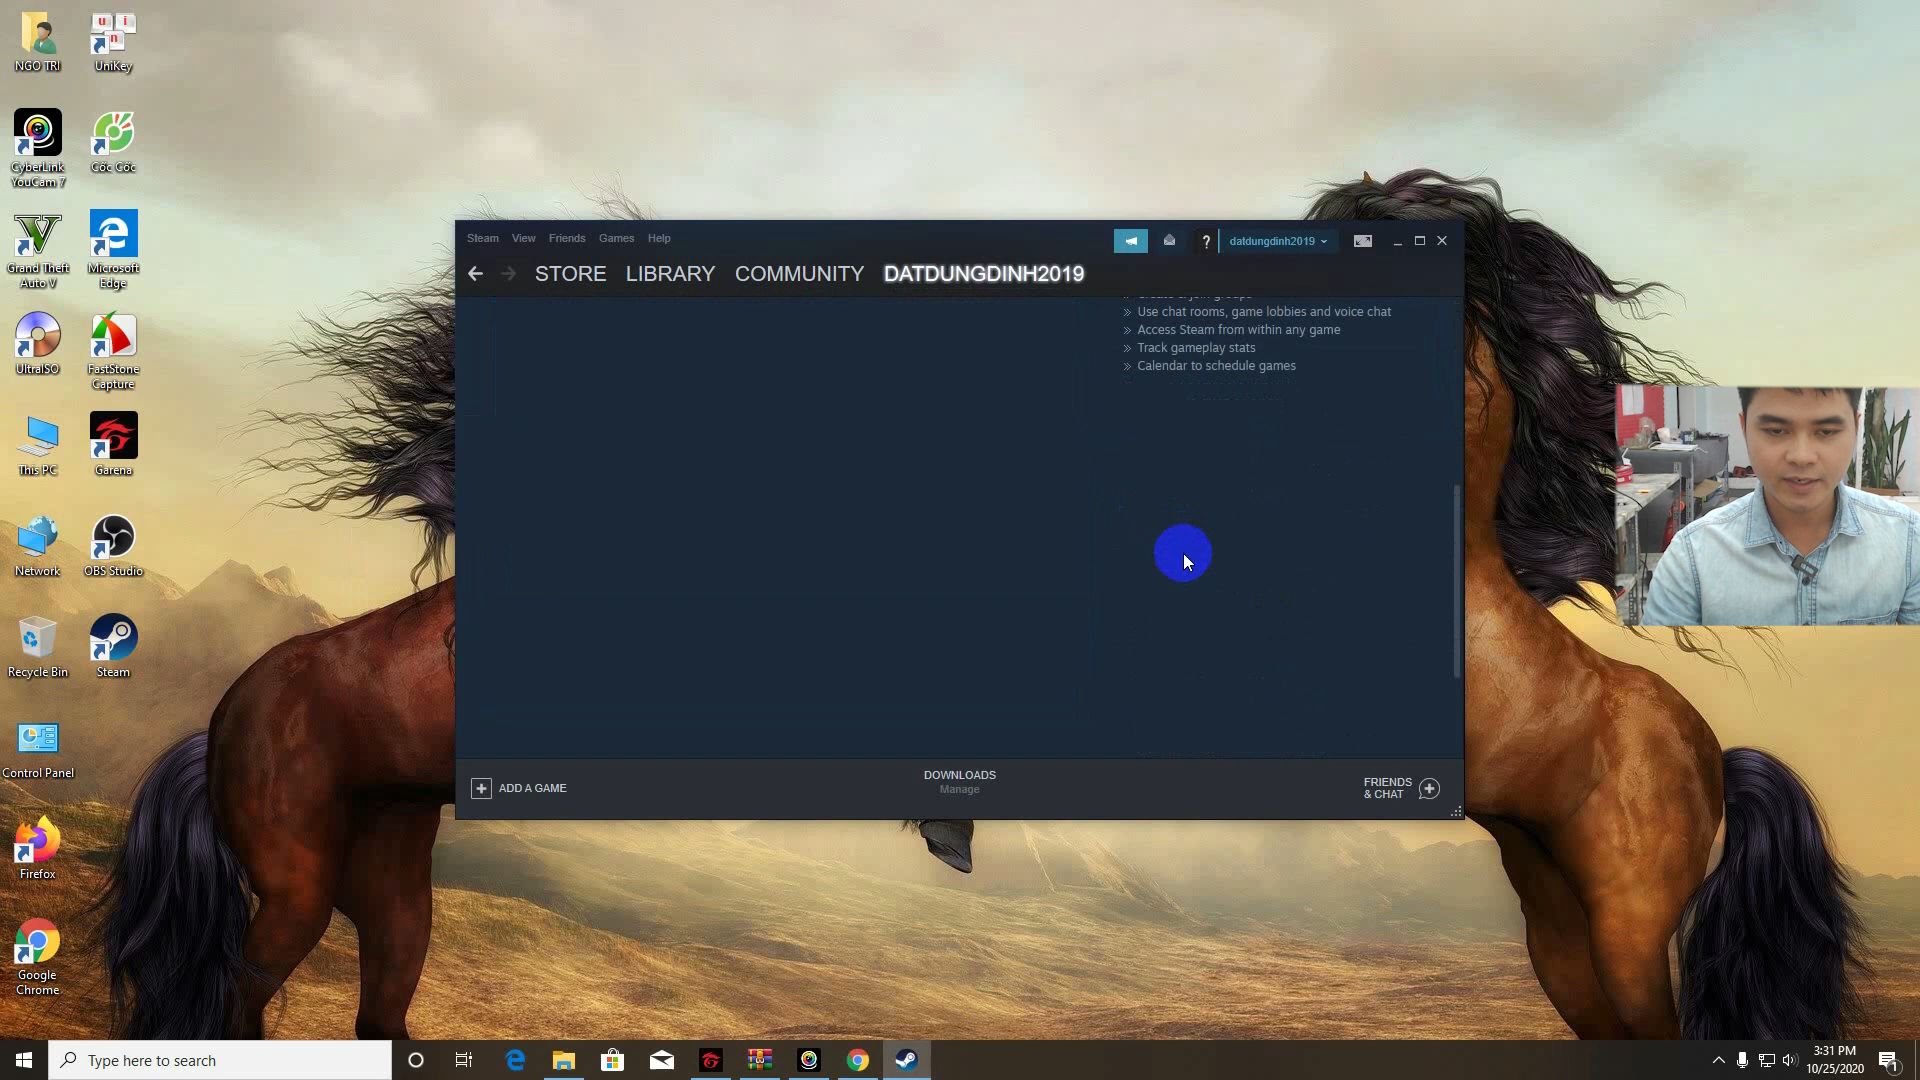 NGO TRI
UniKey
CyberLink
YouCam 7
Cốc Cốc
Grand Theft
Auto V
Microsoft
Edge
UltraISO
FastStone
Capture
This PC
Garena
Network
OBS Studio
Recycle Bin
Steam
Control Panel
Firefox
Google
Chrome
Steam View Friends Games Help
datdungdinh2019
STORE LIBRARY COMMUNITY DATDUNGDINH2019
Create & join groups
» Use chat rooms, game lobbies and voice chat
» Access Steam from within any game
» Track gameplay stats
» Calendar to schedule games
ADD A GAME
DOWNLOADS
Manage
FRIENDS
& CHAT
Type here to search
3:31 PM
10/25/2020
1